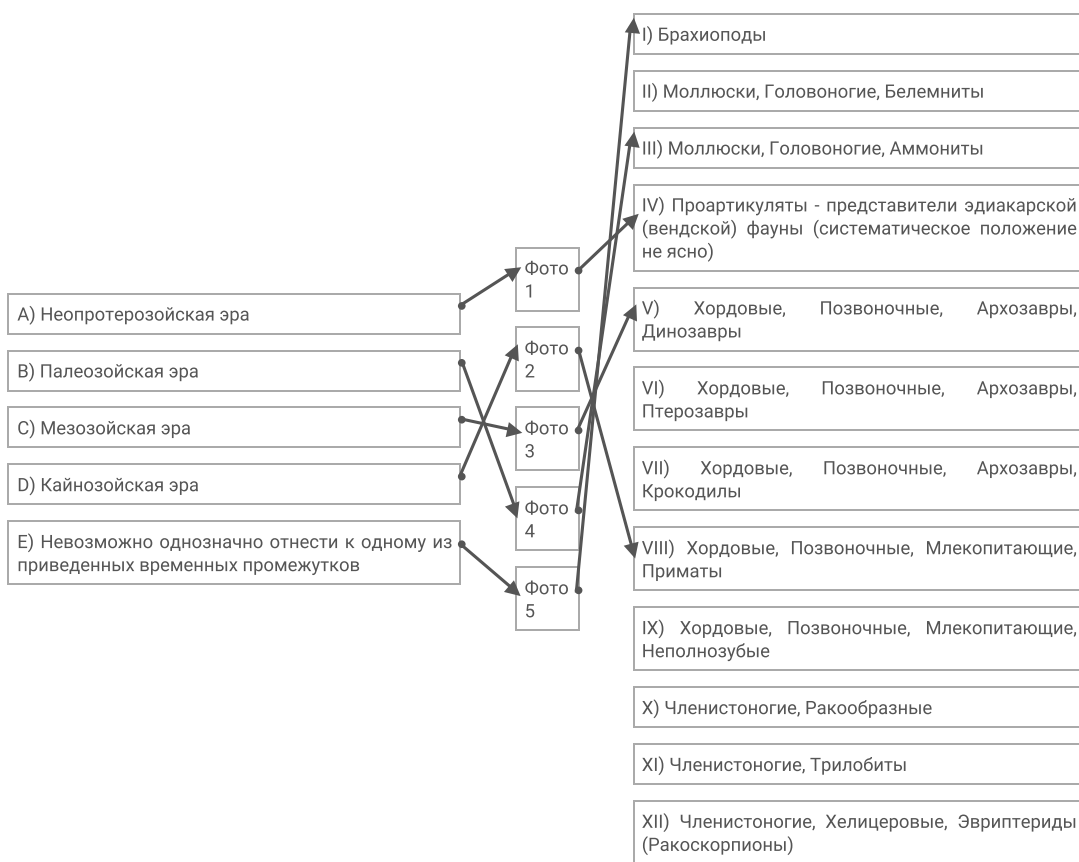 A) Неопротерозойская эра
B) Палеозойская эра
C) Мезозойская эра
D) Кайнозойская эра
E) Невозможно однозначно отнести к одному из
приведенных временных промежутков
Фото
1
Фото
2
Фото
3
Фото
4
Фото
5
I) Брахиоподы
II) Моллюски, Головоногие, Белемниты
III) Моллюски, Головоногие, Аммониты
IV) Проартикуляты - представители эдиакарской
(вендской) фауны (систематическое положение
не ясно)
V) Хордовые, Позвоночные, Архозавры,
Динозавры
VI) Хордовые, Позвоночные, Архозавры,
Птерозавры
VII) Хордовые, Позвоночные, Архозавры,
Крокодилы
VIII) Хордовые, Позвоночные, Млекопитающие,
Приматы
IX) Хордовые, Позвоночные, Млекопитающие,
Неполнозубые
X) Членистоногие, Ракообразные
XI) Членистоногие, Трилобиты
XII) Членистоногие, Хелицеровые, Эвриптериды
(Ракоскорпионы)